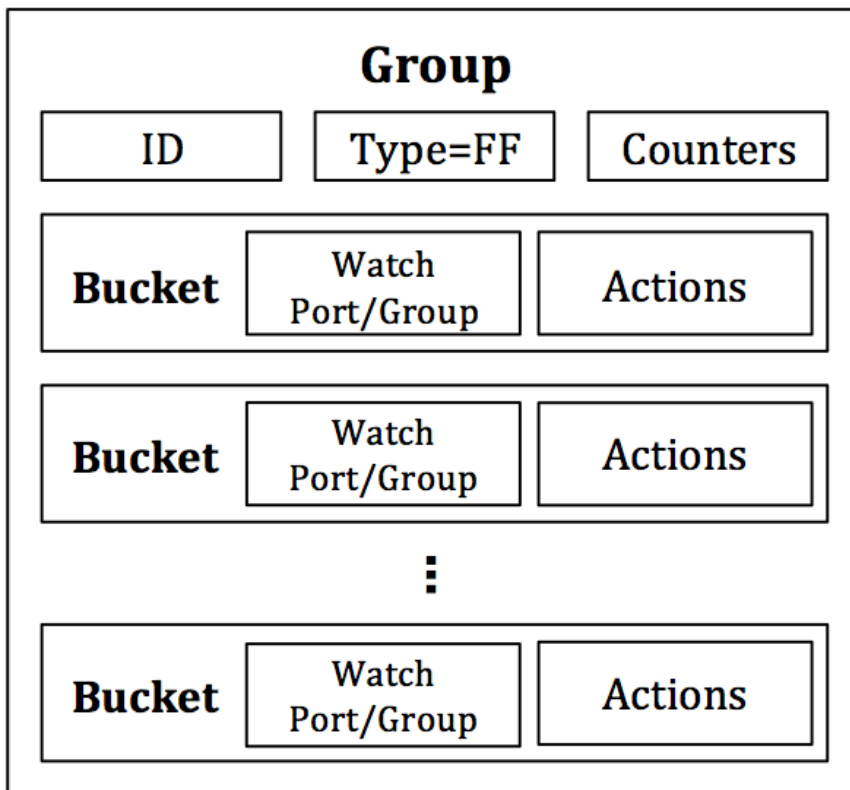 Group
ID Type=FF Counters
Bucket Watch Port/Group Actions
Bucket Watch Port/Group Actions
Bucket Watch Port/Group Actions